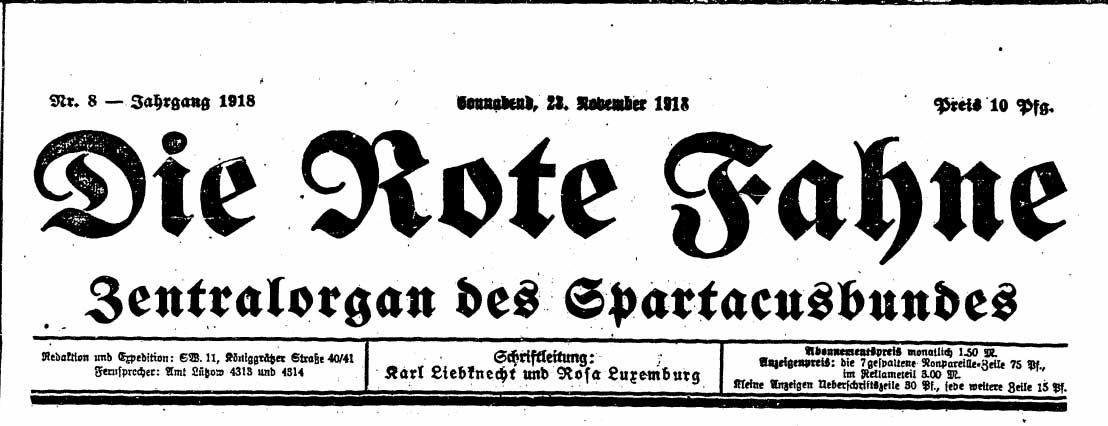 Nr. 8 — Jahrgang 1918
Sonnabend, 23. November 1918
Preis 10 Pfg.
Die Rote Fahne
Zentralorgan des Spartacusbundes
Redaktion und Expedition: SW. 11, Königgrätzer Straße 40/41
Fernsprecher: Amt Lützow 4313 und 4314
Schriftleitung:
Karl Liebknecht und Rosa Luxemburg
Abonnementspreis monatlich 1.50 M.
Anzeigenpreis: die 7gespaltene Nonpareille-Zeile 75 Pf.,
im Reklameteil 3.00 M.
Kleine Anzeigen Ueberschriftszeile 30 Pf., jede weitere Zeile 15 Pf.